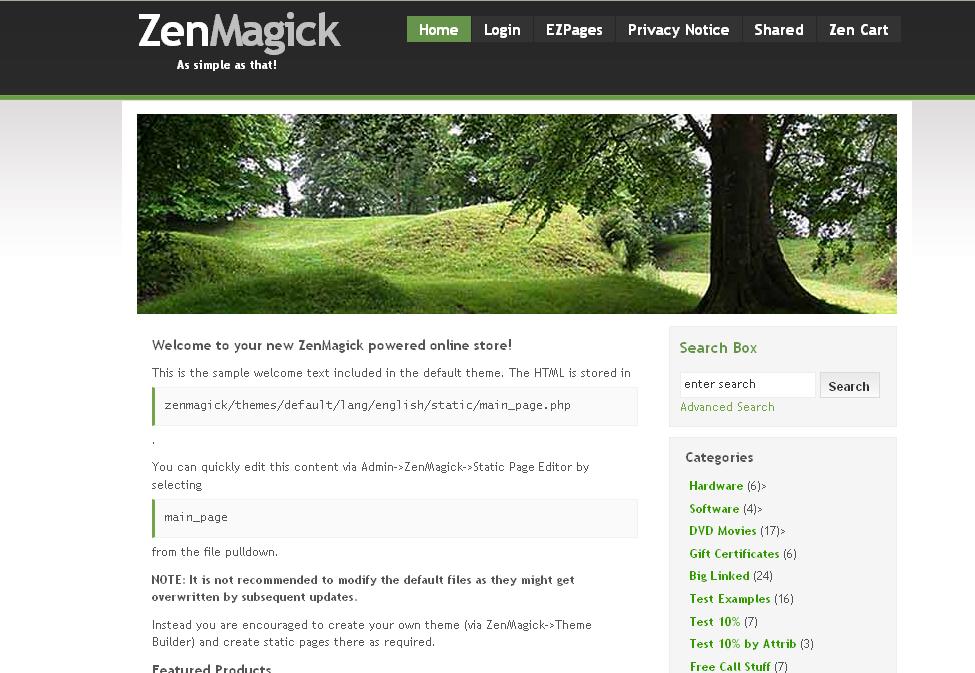 ZenMagick
As simple as that!
Home Login EZPages Privacy Notice Shared Zen Cart
Welcome to your new ZenMagick powered online store!
This is the sample welcome text included in the default theme. The HTML is stored in
zenmagick/themes/default/lang/english/static/main_page.php
.
You can quickly edit this content via Admin->ZenMagick->Static Page Editor by
selecting
main_page
from the file pulldown.
NOTE: It is not recommended to modify the default files as they might get
overwritten by subsequent updates.
Instead you are encouraged to create your own theme (via ZenMagick->Theme
Builder) and create static pages there as required.
Featured Products
Search Box
enter search Search
Advanced Search
Categories
Hardware (6)>
Software (4)>
DVD Movies (17)>
Gift Certificates (6)
Big Linked (24)
Test Examples (16)
Test 10% (7)
Test 10% by Attrib (3)
Free Call Stuff (7)